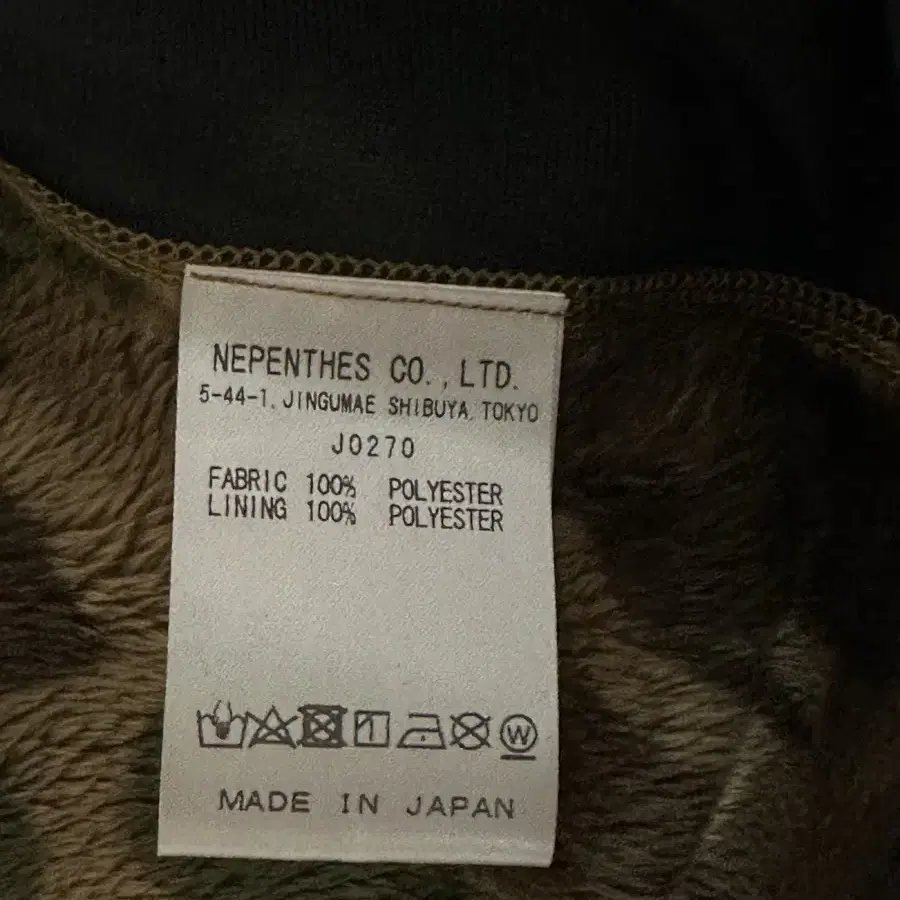 NEPENTHES CO., LTD.
5-44-1, JINGUMAE SHIBUYA, TOKYO
J0270
FABRIC 100% POLYESTER
LINING 100% POLYESTER
W
MADE IN JAPAN